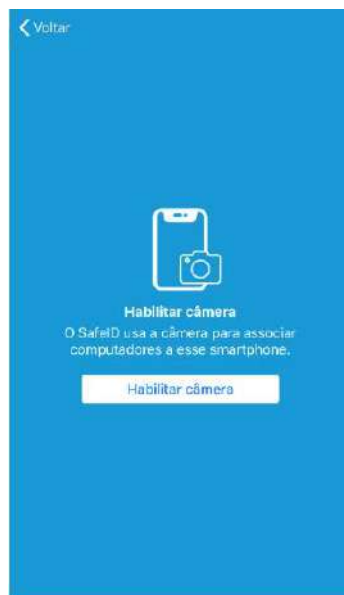 Voltar
Habilitar câmera
O SafeID usa a câmera para associar
computadores a esse smartphone.
Habilitar câmera